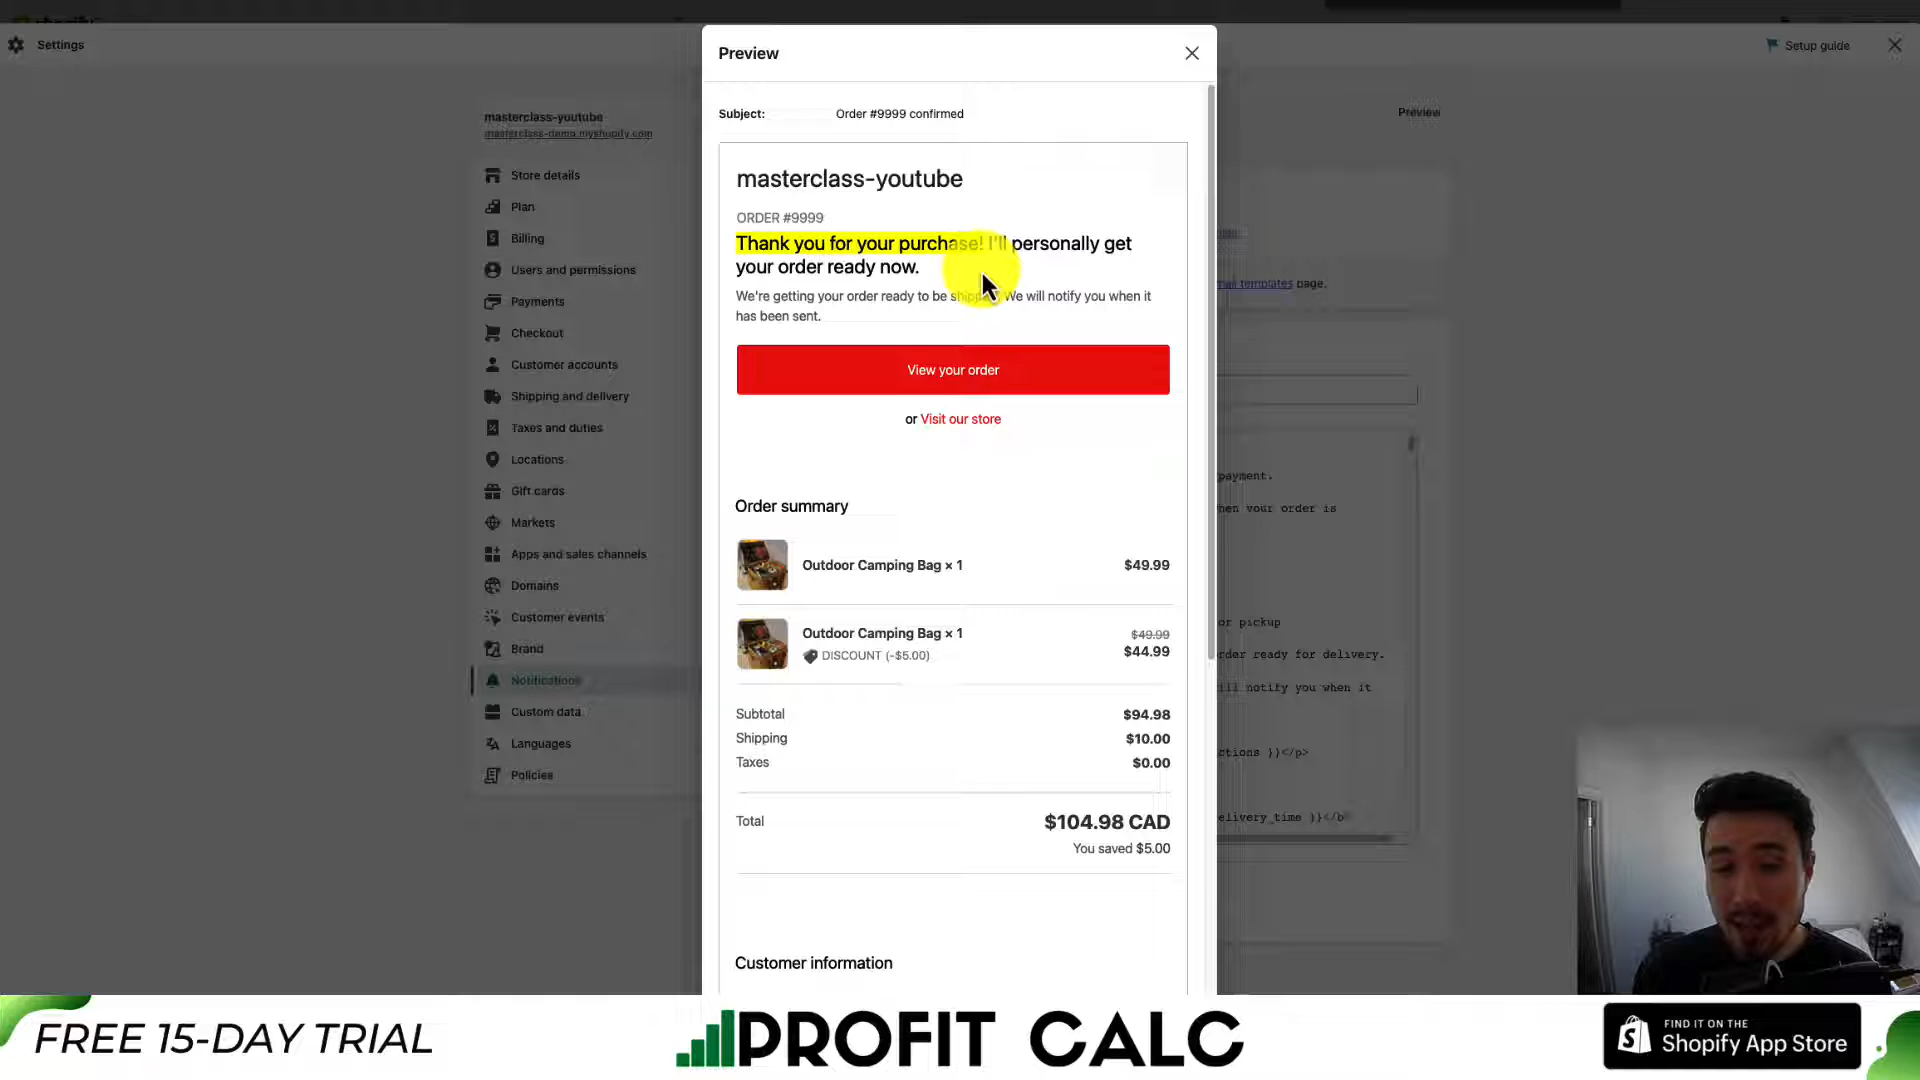 Settings
Setup guide
Preview
Subject: Order #9999 confirmed
masterclass-youtube
masterclass-demo.myshopify.com
Store details
Plan
Billing
Users and permissions
Payments
Checkout
Customer accounts
Shipping and delivery
Taxes and duties
Locations
Gift cards
Markets
Apps and sales channels
Domains
Customer events
Brand
Notifications
Custom data
Languages
Policies
masterclass-youtube
ORDER #9999
Thank you for your purchase! I'll personally get
your order ready now.
We're getting your order ready to be shipped. We will notify you when it
has been sent.
View your order
or Visit our store
Order summary
Outdoor Camping Bag × 1 $49.99
Outdoor Camping Bag × 1 $49.99
DISCOUNT (-$5.00) $44.99
Subtotal $94.98
Shipping $10.00
Taxes $0.00
Total $104.98 CAD
You saved $5.00
Customer information
Preview
mail templates page.
payment.
hen your order is
or pickup
order ready for delivery.
ill notify you when it
ctions }}</p>
elivery_time }}</b
FREE 15-DAY TRIAL
PROFIT CALC
FIND IT ON THE
Shopify App Store